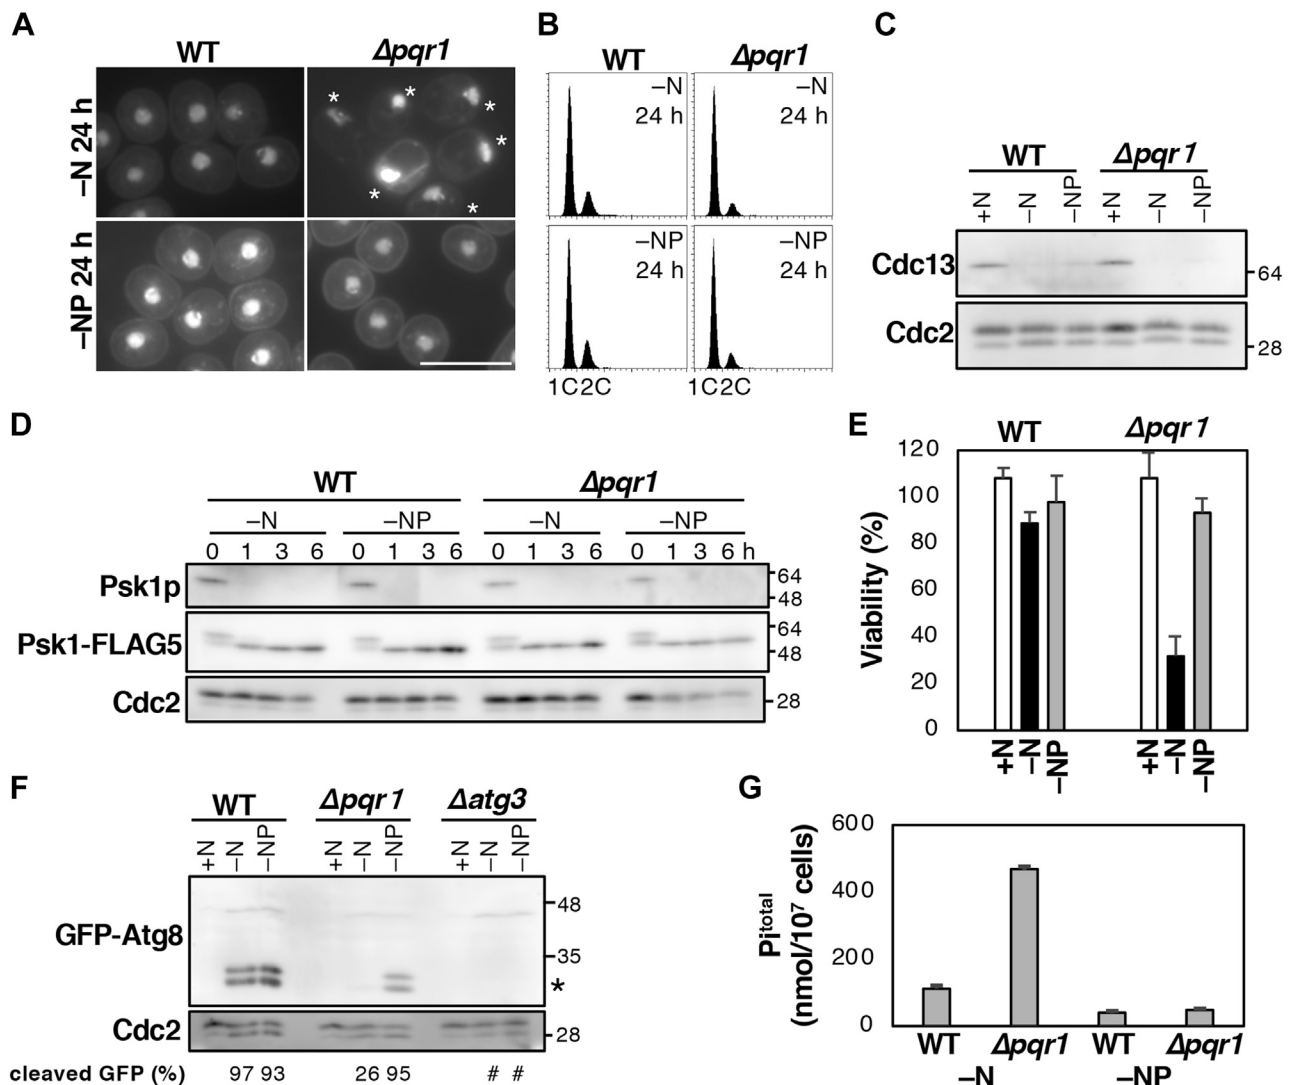 A
WT
Δpqr1
–N 24 h
–NP 24 h
* * * * * *
B
WT
Δpqr1
–N
24 h
–N
24 h
–NP
24 h
–NP
24 h
1C2C
1C2C
C
WT
Δpqr1
+N –N –NP +N –N –NP
Cdc13
64
Cdc2
28
D
WT
Δpqr1
–N –NP –N –NP
0 1 3 6 0 1 3 6 0 1 3 6 0 1 3 6 h
Psk1p
64
48
Psk1-FLAG5
64
48
Cdc2
28
E
WT
Δpqr1
Viability (%)
120
100
80
60
40
20
0
+N –N –NP +N –N –NP
F
WT
Δpqr1
Δatg3
+N –N –NP +N –N –NP +N –N –NP
GFP-Atg8
48
35
*
Cdc2
28
cleaved GFP (%) 97 93 26 95 # #
G
Pi^total
(nmol/10⁷ cells)
600
400
200
0
WT Δpqr1 WT Δpqr1
–N –NP